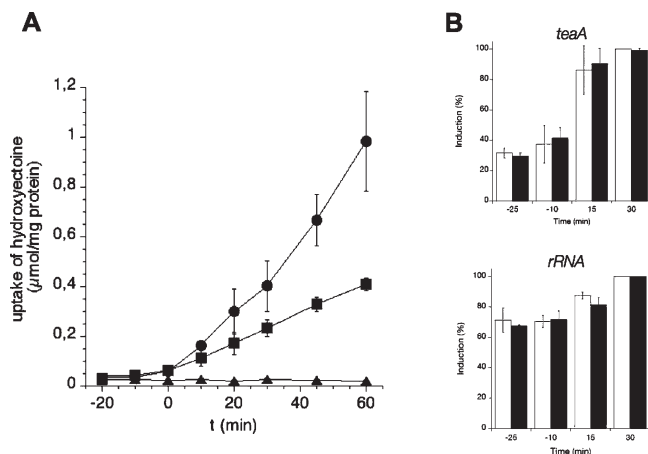 A
uptake of hydroxyectoine
(µmol/mg protein)
1,2
1
0,8
0,6
0,4
0,2
0
-20
0
20
40
60
t (min)
B
teaA
Induction (%)
100
80
60
40
20
0
-25
-10
15
30
Time (min)
rRNA
Induction (%)
100
80
60
40
20
0
-25
-10
15
30
Time (min)